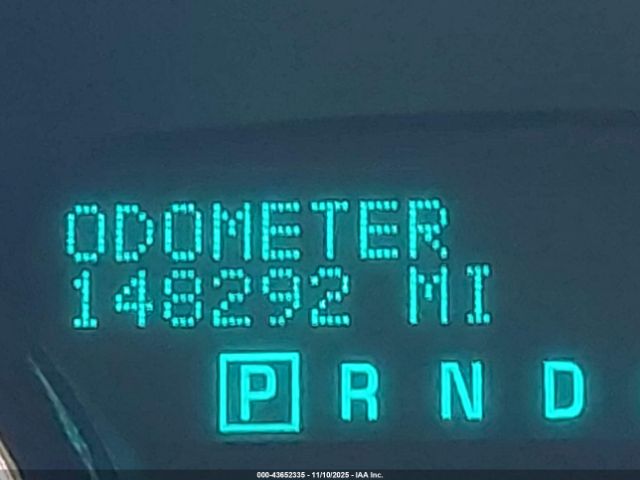 ODOMETER
148292 MI
P R N D
000-43652335 - 11/10/2025 - IAA Inc.